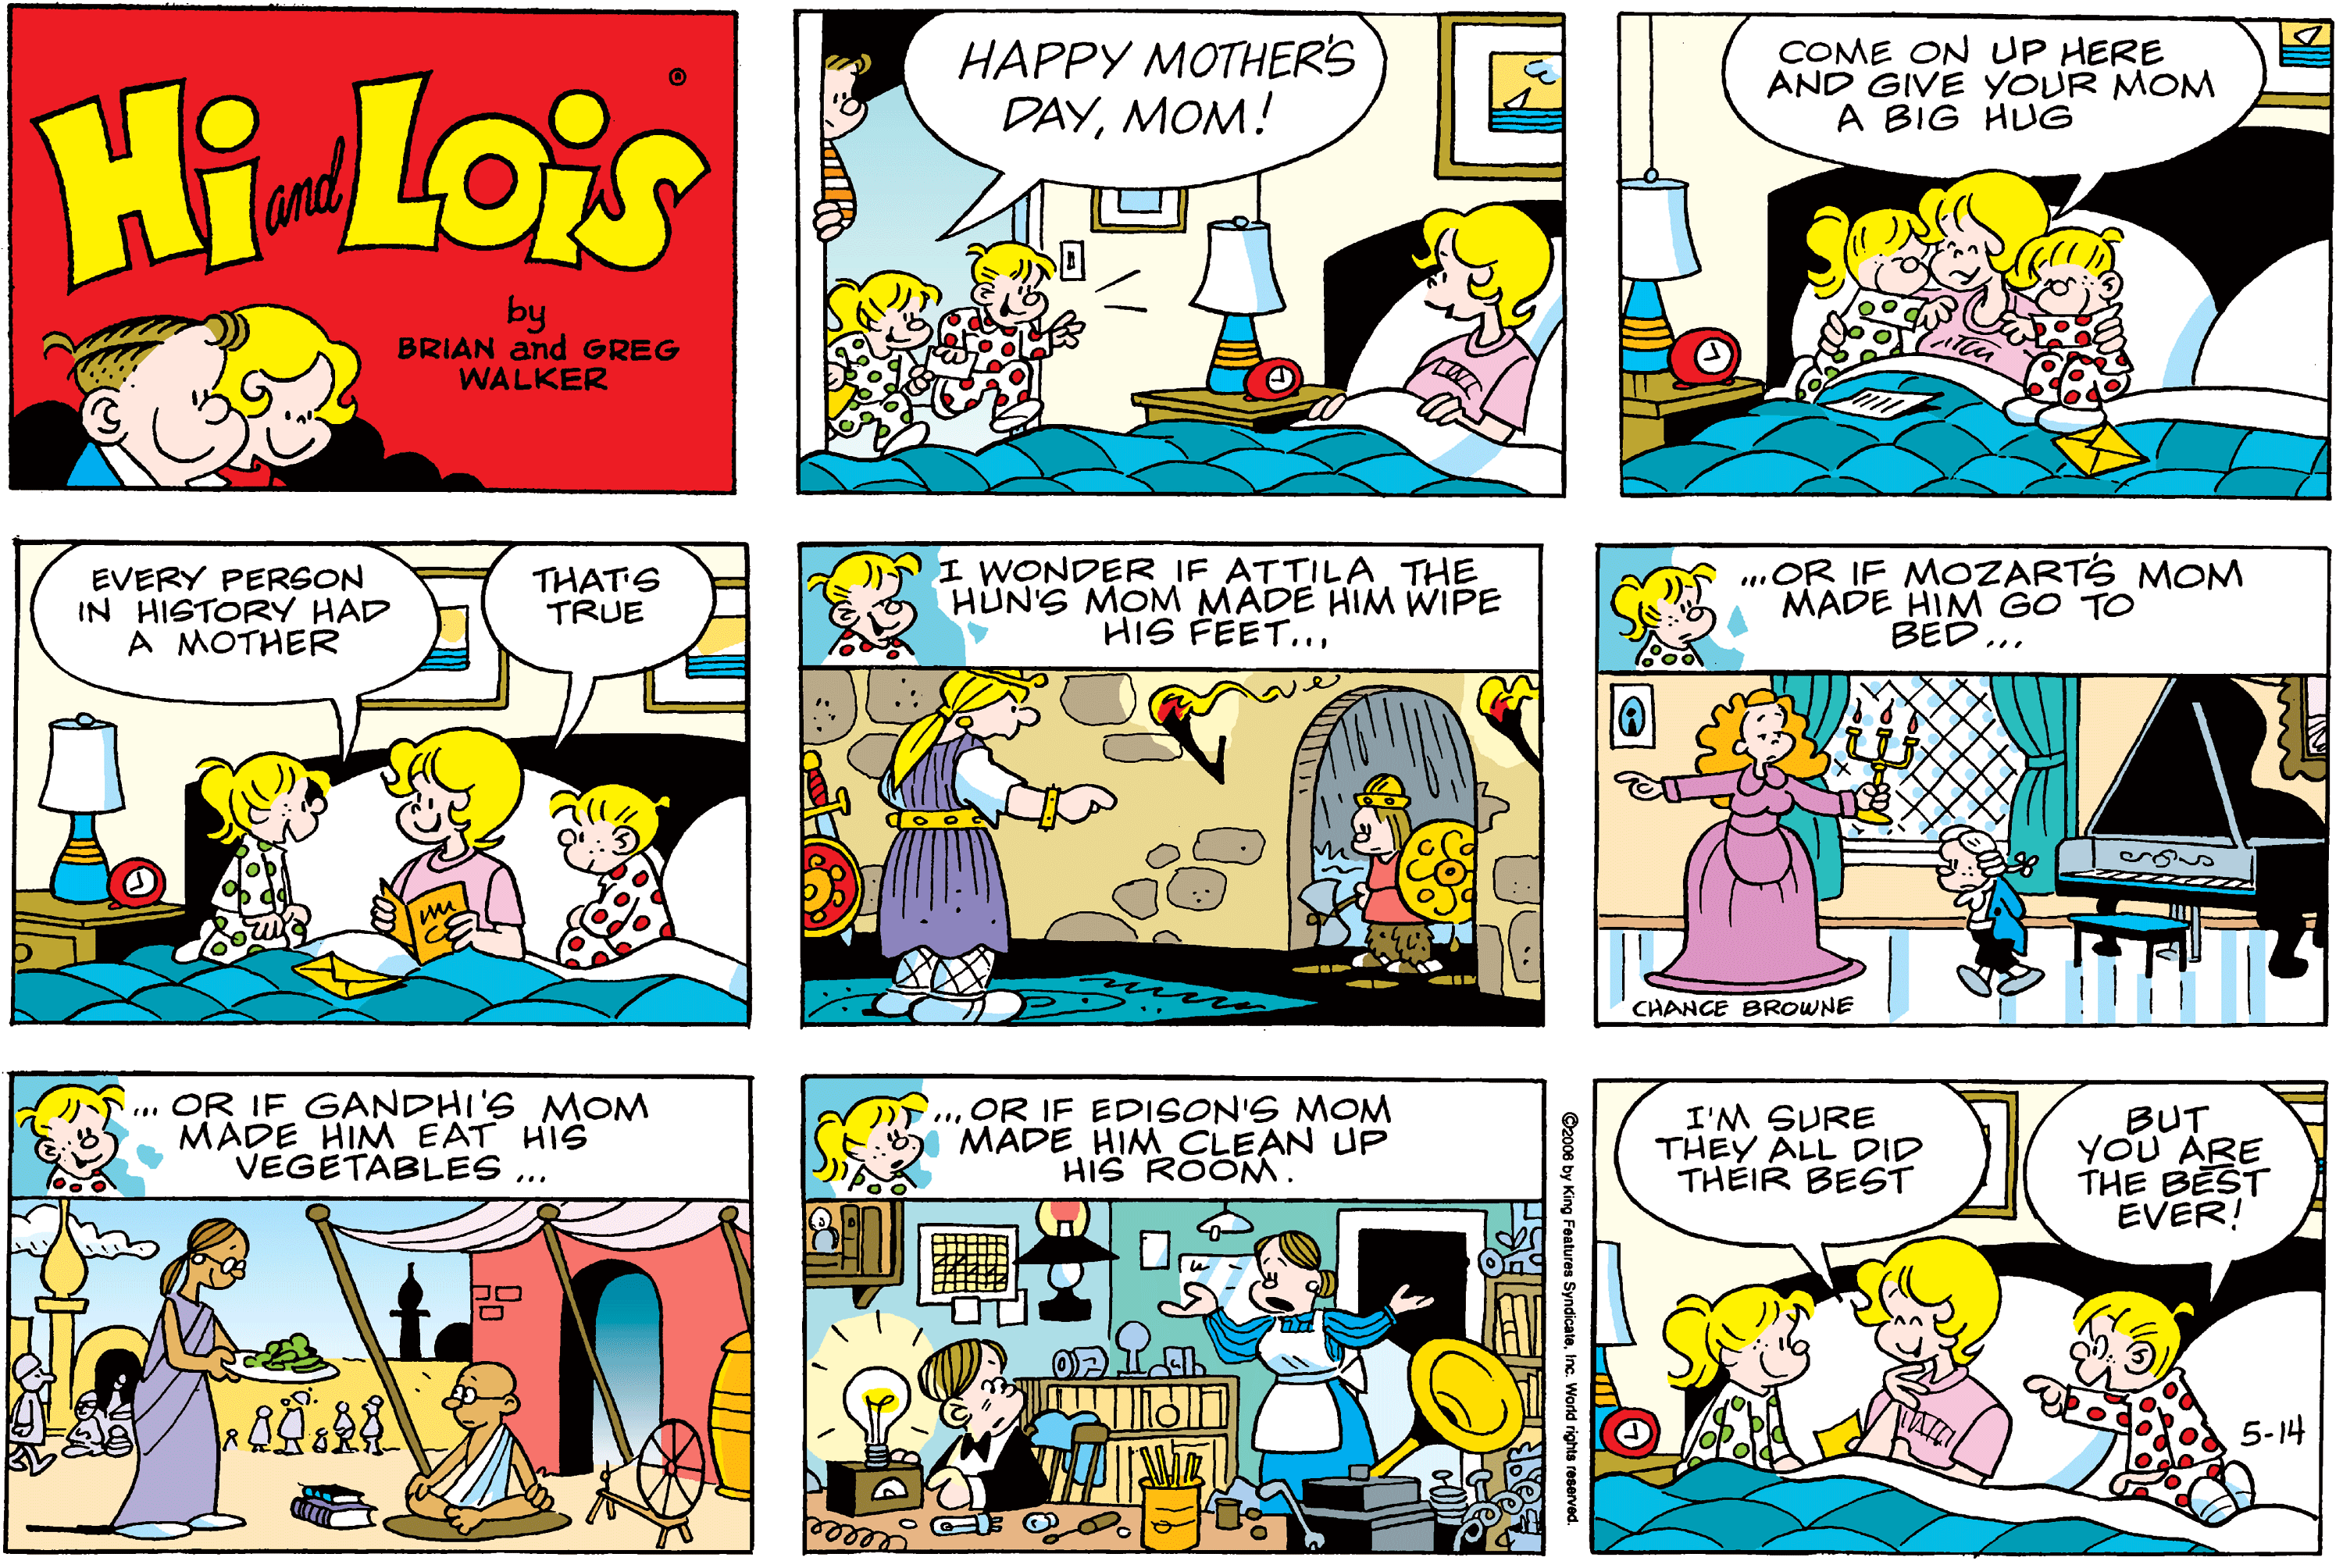 Hi and Lois
®
by
BRIAN and GREG
WALKER
HAPPY MOTHER'S
DAY, MOM!
COME ON UP HERE
AND GIVE YOUR MOM
A BIG HUG
EVERY PERSON
IN HISTORY HAD
A MOTHER
THAT'S
TRUE
I WONDER IF ATTILA THE
HUN'S MOM MADE HIM WIPE
HIS FEET...
...OR IF MOZART'S MOM
MADE HIM GO TO
BED...
CHANCE BROWNE
...OR IF GANDHI'S MOM
MADE HIM EAT HIS
VEGETABLES...
...OR IF EDISON'S MOM
MADE HIM CLEAN UP
HIS ROOM.
©2006 by King Features Syndicate, Inc. World rights reserved.
I'M SURE
THEY ALL DID
THEIR BEST
BUT
YOU ARE
THE BEST
EVER!
5-14